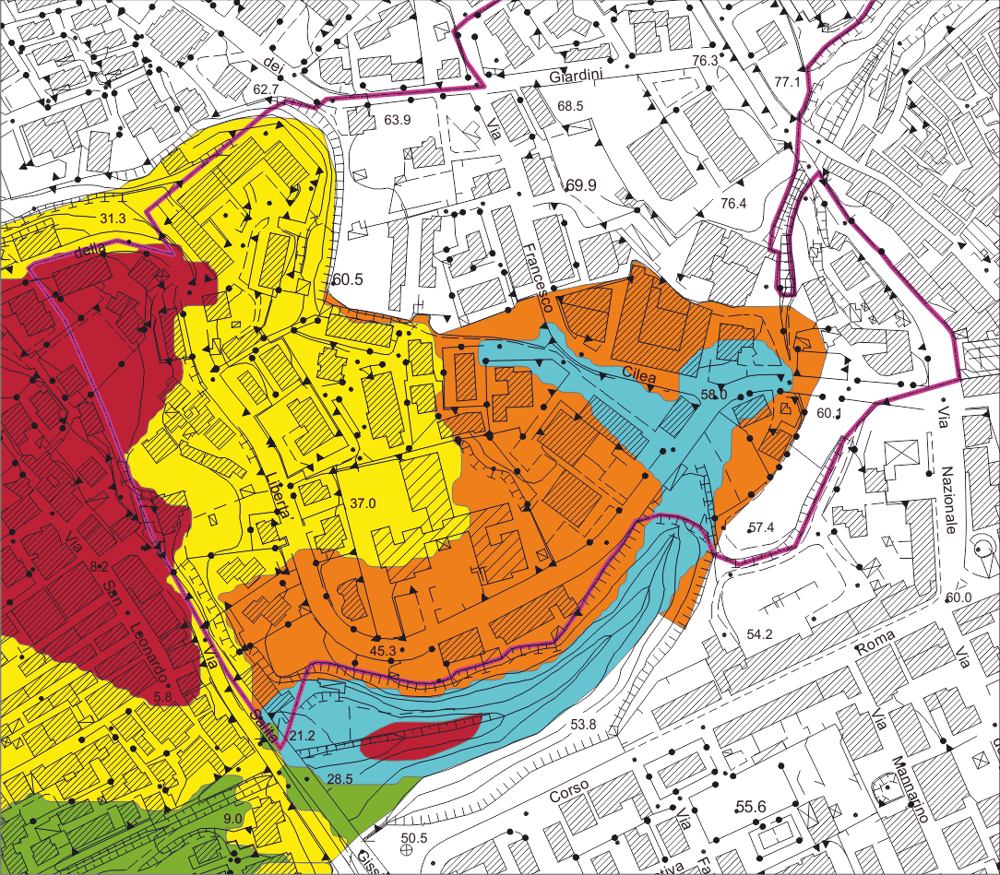 dei
62.7
Giardini
76.3
77.1
63.9
Via
68.5
69.9
76.4
31.3
della
60.5
Francesco
Cilea
58.0
60.1
Via
Nazionale
Liberta'
37.0
57.4
Via
8.2
San
Leonardo
60.0
45.3
54.2
Roma
Via
Via
5.8
Salita
21.2
53.8
Via
28.5
Corso
Mannarino
9.0
Via
55.6
50.5